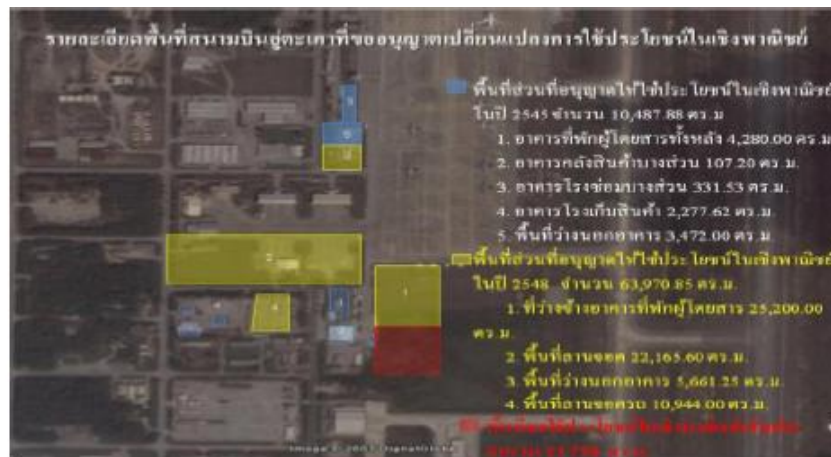 รายละเอียดพื้นที่สนามบินอู่ตะเภาที่ขออนุญาตเปลี่ยนแปลงการใช้ประโยชน์ในเชิงพาณิชย์
พื้นที่ส่วนที่อนุญาตให้ใช้ประโยชน์ในเชิงพาณิชย์
ในปี 2545 จำนวน 10,487.88 ตร.ม.
1. อาคารที่พักผู้โดยสารทั้งหลัง 4,280.00 ตร.ม
2. อาคารคลังสินค้าบางส่วน 107.20 ตร.ม.
3. อาคารโรงซ่อมบางส่วน 331.53 ตร.ม.
4. อาคารโรงเก็บสินค้า 2,277.62 ตร.ม
5. พื้นที่ว่างนอกอาคาร 3,472.00 ตร.ม
พื้นที่ส่วนที่อนุญาตให้ใช้ประโยชน์ในเชิงพาณิชย์
ในปี 2548 จำนวน 63,970.85 ตร.ม.
1. ที่ว่างข้างอาคารที่พักผู้โดยสาร 25,200.00
ตร.ม.
2 พื้นที่ลานจอด 22,165.60 ตร.ม.
3. พื้นที่ว่างนอกอาคาร 5,661.25 ตร.ม.
4. พื้นที่ลานจอดรถ 10,944.00 ตร.ม.
Image © 2007 DigitalGlobe